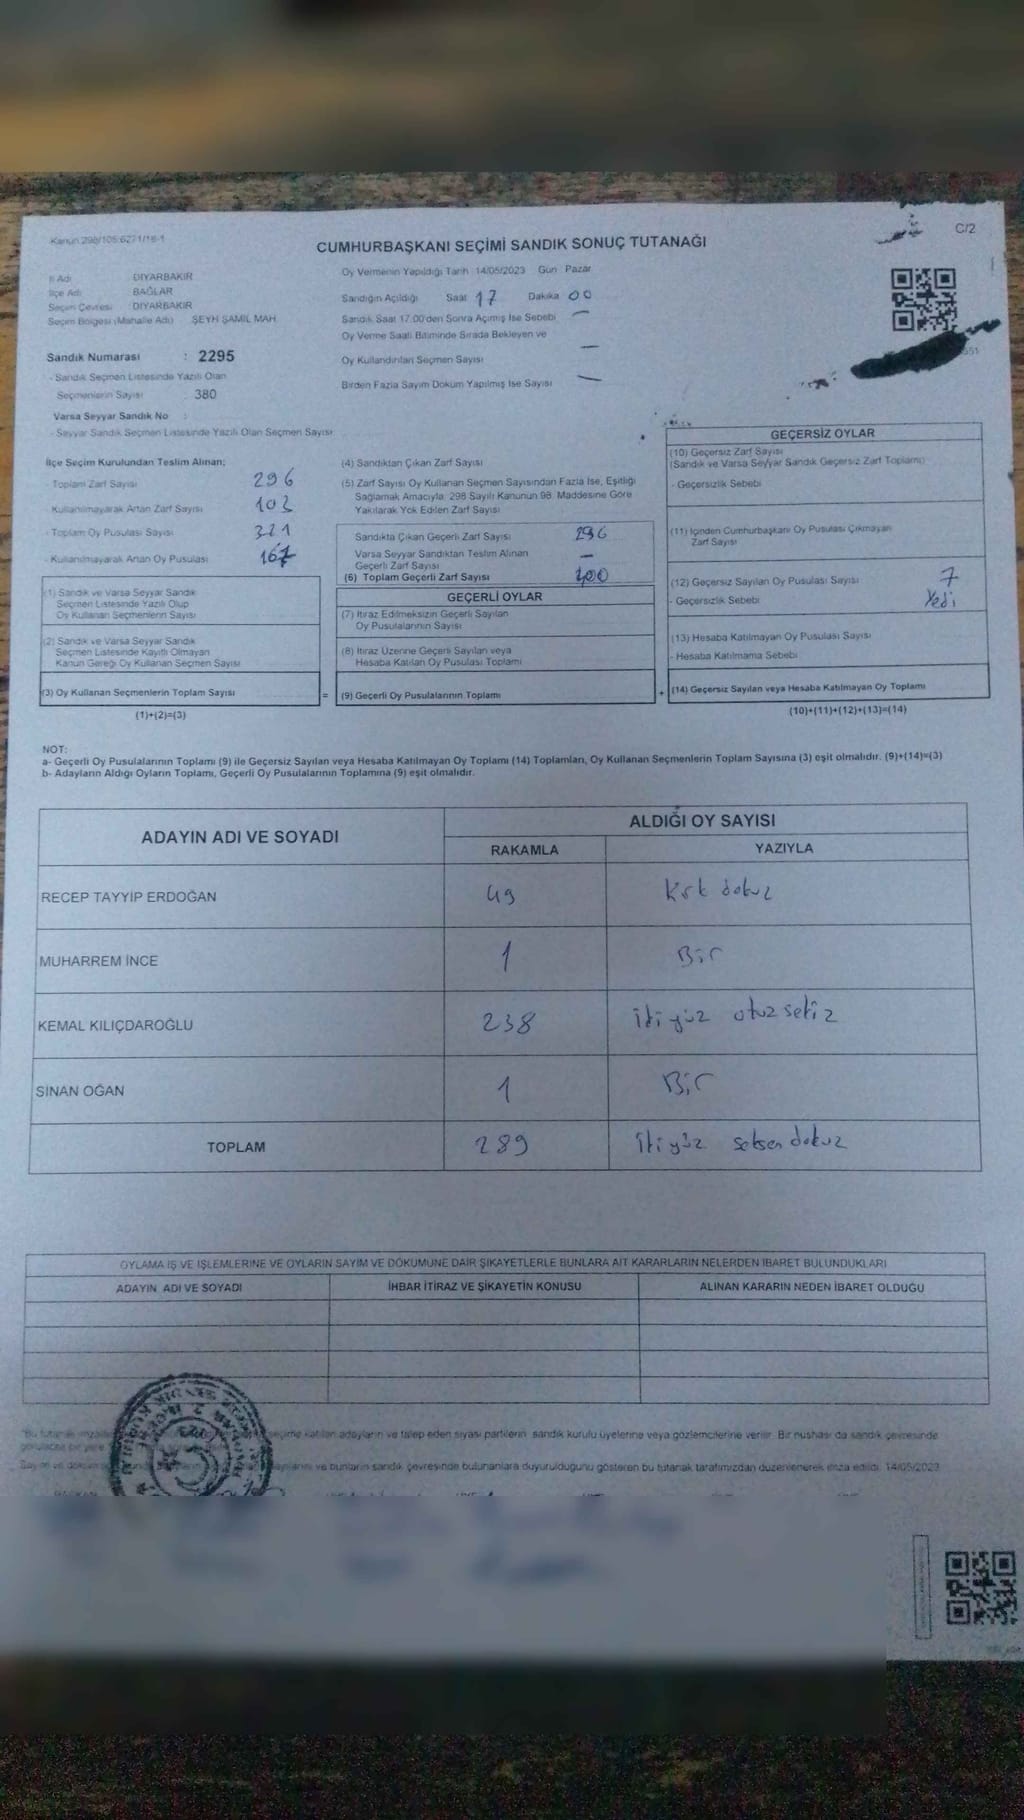 Kanun 298/105 6271/18-1
C/2
CUMHURBAŞKANI SEÇİMİ SANDIK SONUÇ TUTANAĞI
İl Adı DİYARBAKIR
İlçe Adı BAĞLAR
Seçim Çevresi DİYARBAKIR
Seçim Bölgesi (Mahalle Adı) ŞEYH ŞAMİL MAH.
Oy Vermenin Yapıldığı Tarih 14/05/2023 Gün Pazar
Sandığın Açıldığı Saat 17 Dakika 00
Sandık Saat 17:00'den Sonra Açılmış İse Sebebi —
Oy Verme Saati Bitiminde Sırada Bekleyen ve
Oy Kullandırılan Seçmen Sayısı —
Birden Fazla Sayım Döküm Yapılmış İse Sayısı —
Sandık Numarası : 2295
- Sandık Seçmen Listesinde Yazılı Olan
Seçmenlerin Sayısı : 380
Varsa Seyyar Sandık No :
- Seyyar Sandık Seçmen Listesinde Yazılı Olan Seçmen Sayısı
İlçe Seçim Kurulundan Teslim Alınan;
- Toplam Zarf Sayısı 296
- Kullanılmayarak Artan Zarf Sayısı
- Toplam Oy Pusulası Sayısı
- Kullanılmayarak Artan Oy Pusulası
(1) Sandık ve Varsa Seyyar Sandık
Seçmen Listesinde Yazılı Olup
Oy Kullanan Seçmenlerin Sayısı
(2) Sandık ve Varsa Seyyar Sandık
Seçmen Listesinde Kayıtlı Olmayan
Kanun Gereği Oy Kullanan Seçmen Sayısı
(3) Oy Kullanan Seçmenlerin Toplam Sayısı =
(1)+(2)=(3)
(4) Sandıktan Çıkan Zarf Sayısı
(5) Zarf Sayısı Oy Kullanan Seçmen Sayısından Fazla İse, Eşitliği
Sağlamak Amacıyla, 298 Sayılı Kanunun 98. Maddesine Göre
Yakılarak Yok Edilen Zarf Sayısı
Sandıkta Çıkan Geçerli Zarf Sayısı 296
Varsa Seyyar Sandıktan Teslim Alınan
Geçerli Zarf Sayısı —
(6) Toplam Geçerli Zarf Sayısı
GEÇERLİ OYLAR
(7) İtiraz Edilmeksizin Geçerli Sayılan
Oy Pusulalarının Sayısı
(8) İtiraz Üzerine Geçerli Sayılan veya
Hesaba Katılan Oy Pusulası Toplamı
(9) Geçerli Oy Pusulalarının Toplamı +
GEÇERSİZ OYLAR
(10) Geçersiz Zarf Sayısı
(Sandık ve Varsa Seyyar Sandık Geçersiz Zarf Toplamı)
- Geçersizlik Sebebi
(11) İçinden Cumhurbaşkanı Oy Pusulası Çıkmayan
Zarf Sayısı
(12) Geçersiz Sayılan Oy Pusulası Sayısı 7
- Geçersizlik Sebebi Yedi
(13) Hesaba Katılmayan Oy Pusulası Sayısı
- Hesaba Katılmama Sebebi
(14) Geçersiz Sayılan veya Hesaba Katılmayan Oy Toplamı
(10)+(11)+(12)+(13)=(14)
NOT:
a- Geçerli Oy Pusulalarının Toplamı (9) ile Geçersiz Sayılan veya Hesaba Katılmayan Oy Toplamı (14) Toplamları, Oy Kullanan Seçmenlerin Toplam Sayısına (3) eşit olmalıdır. (9)+(14)=(3)
b- Adayların Aldığı Oyların Toplamı, Geçerli Oy Pusulalarının Toplamına (9) eşit olmalıdır.
ADAYIN ADI VE SOYADI ALDIĞI OY SAYISI
RAKAMLA YAZIYLA
RECEP TAYYİP ERDOĞAN 49 Kırk dokuz
MUHARREM İNCE 1 Bir
KEMAL KILIÇDAROĞLU 238 İkiyüz otuz sekiz
SİNAN OĞAN 1 Bir
TOPLAM 289 İkiyüz seksen dokuz
OYLAMA İŞ VE İŞLEMLERİNE VE OYLARIN SAYIM VE DÖKÜMÜNE DAİR ŞİKAYETLERLE BUNLARA AİT KARARLARIN NELERDEN İBARET BULUNDUKLARI
ADAYIN ADI VE SOYADI İHBAR İTİRAZ VE ŞİKAYETİN KONUSU ALINAN KARARIN NEDEN İBARET OLDUĞU
seçime katılan adayların ve talep eden siyasi partilerin sandık kurulu üyelerine veya gözlemcilerine verilir. Bir nushası da sandık çevresinde
ve bunların sandık çevresinde bulunanlara duyurulduğunu gösteren bu tutanak tarafımızdan düzenlenerek imza edildi. 14/05/2023